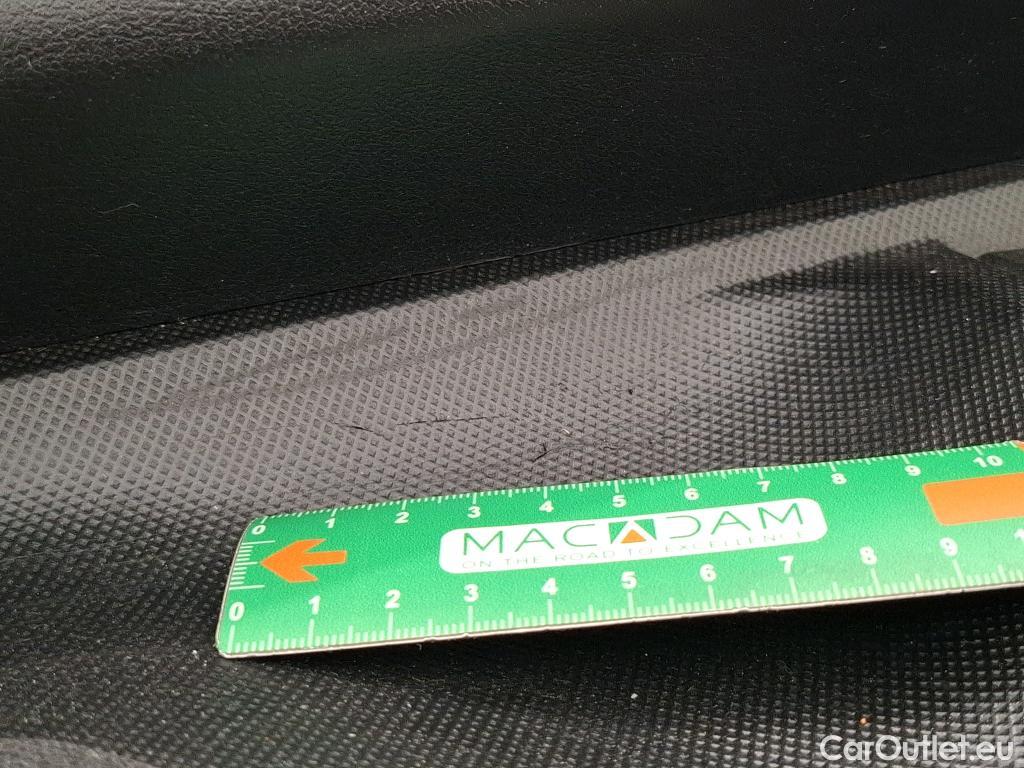 0 1 2 3 4 5 6 7 8 9 10
MACADAM
ON THE ROAD TO EXCELLENCE
0 1 2 3 4 5 6 7 8 9 1
CarOutlet.eu